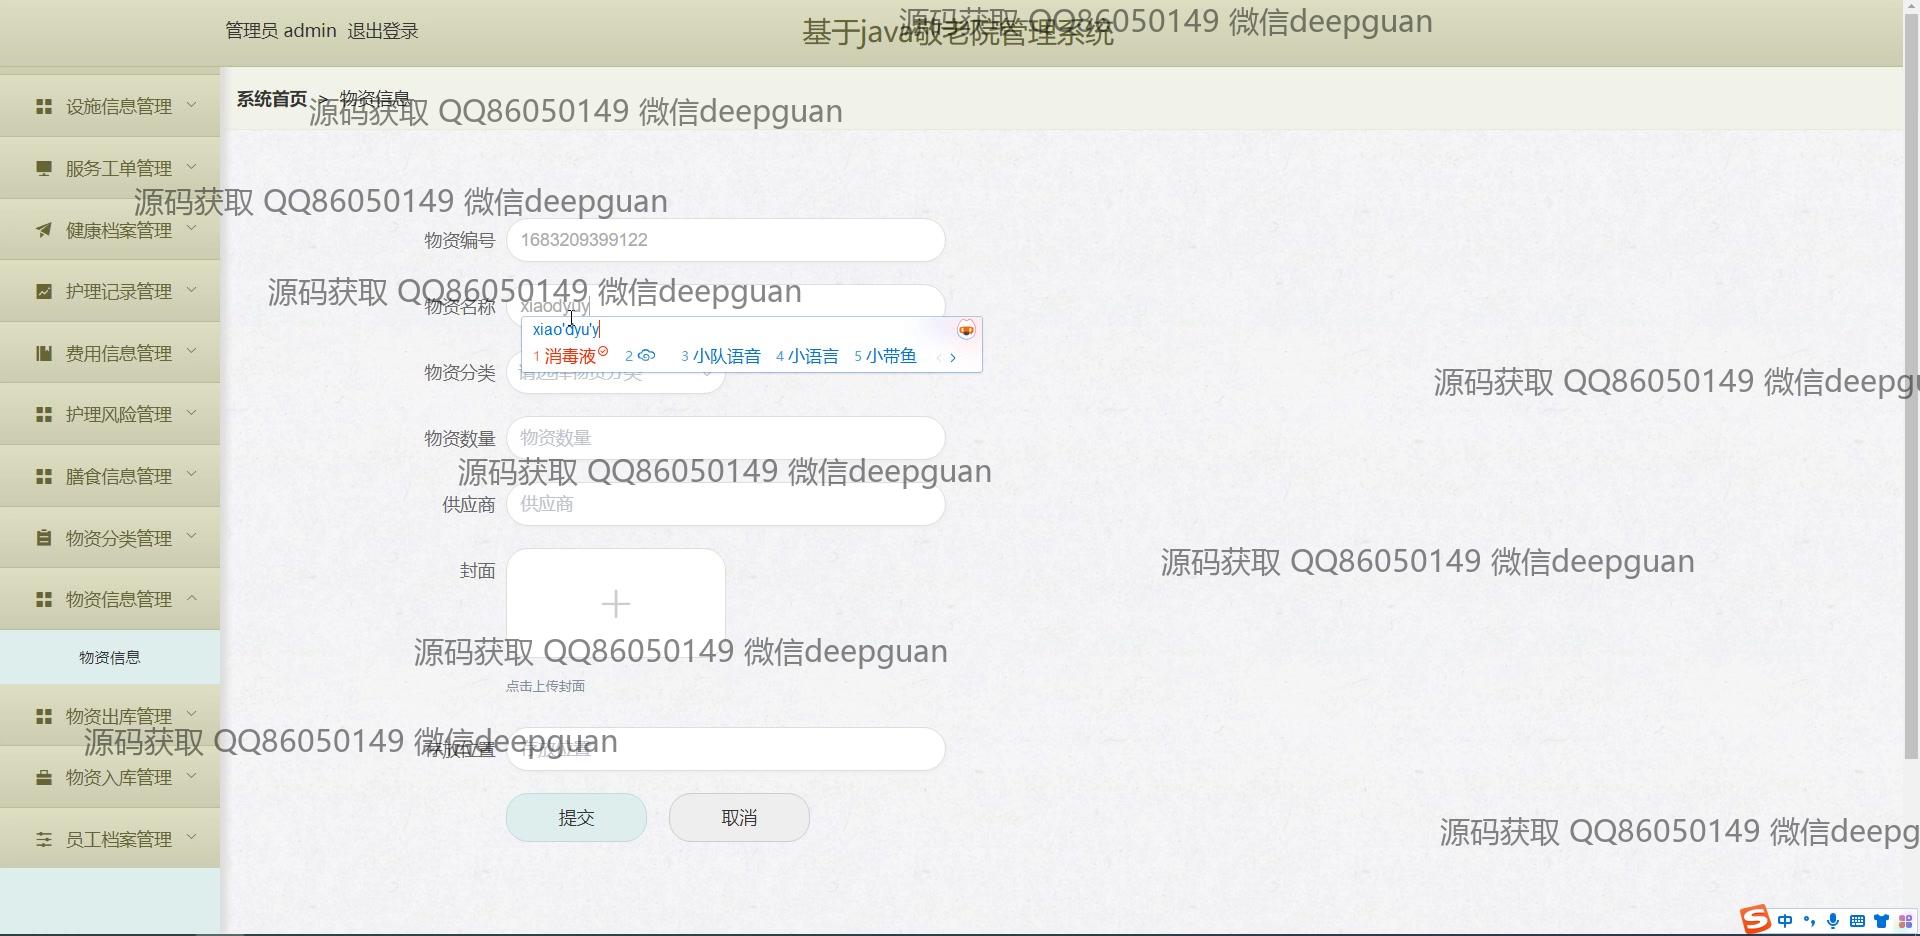 管理员 admin 退出登录
基于java敬老院管理系统
源码获取 QQ86050149 微信deepguan
系统首页 > 物资信息
源码获取 QQ86050149 微信deepguan
设施信息管理
服务工单管理
源码获取 QQ86050149 微信deepguan
健康档案管理
物资编号 1683209399122
护理记录管理
源码获取 QQ86050149 微信deepguan
物资名称 xiaodyuy
xiao'dyu'y
1 消毒液 2 3 小队语音 4 小语言 5 小带鱼
费用信息管理
物资分类 请选择物资分类
源码获取 QQ86050149 微信deepgu
护理风险管理
物资数量 物资数量
膳食信息管理
源码获取 QQ86050149 微信deepguan
供应商 供应商
物资分类管理
源码获取 QQ86050149 微信deepguan
封面
物资信息管理
源码获取 QQ86050149 微信deepguan
物资信息
点击上传封面
物资出库管理
源码获取 QQ86050149 微信deepguan
存放位置 存放位置
物资入库管理
提交 取消
员工档案管理
源码获取 QQ86050149 微信deepg
中